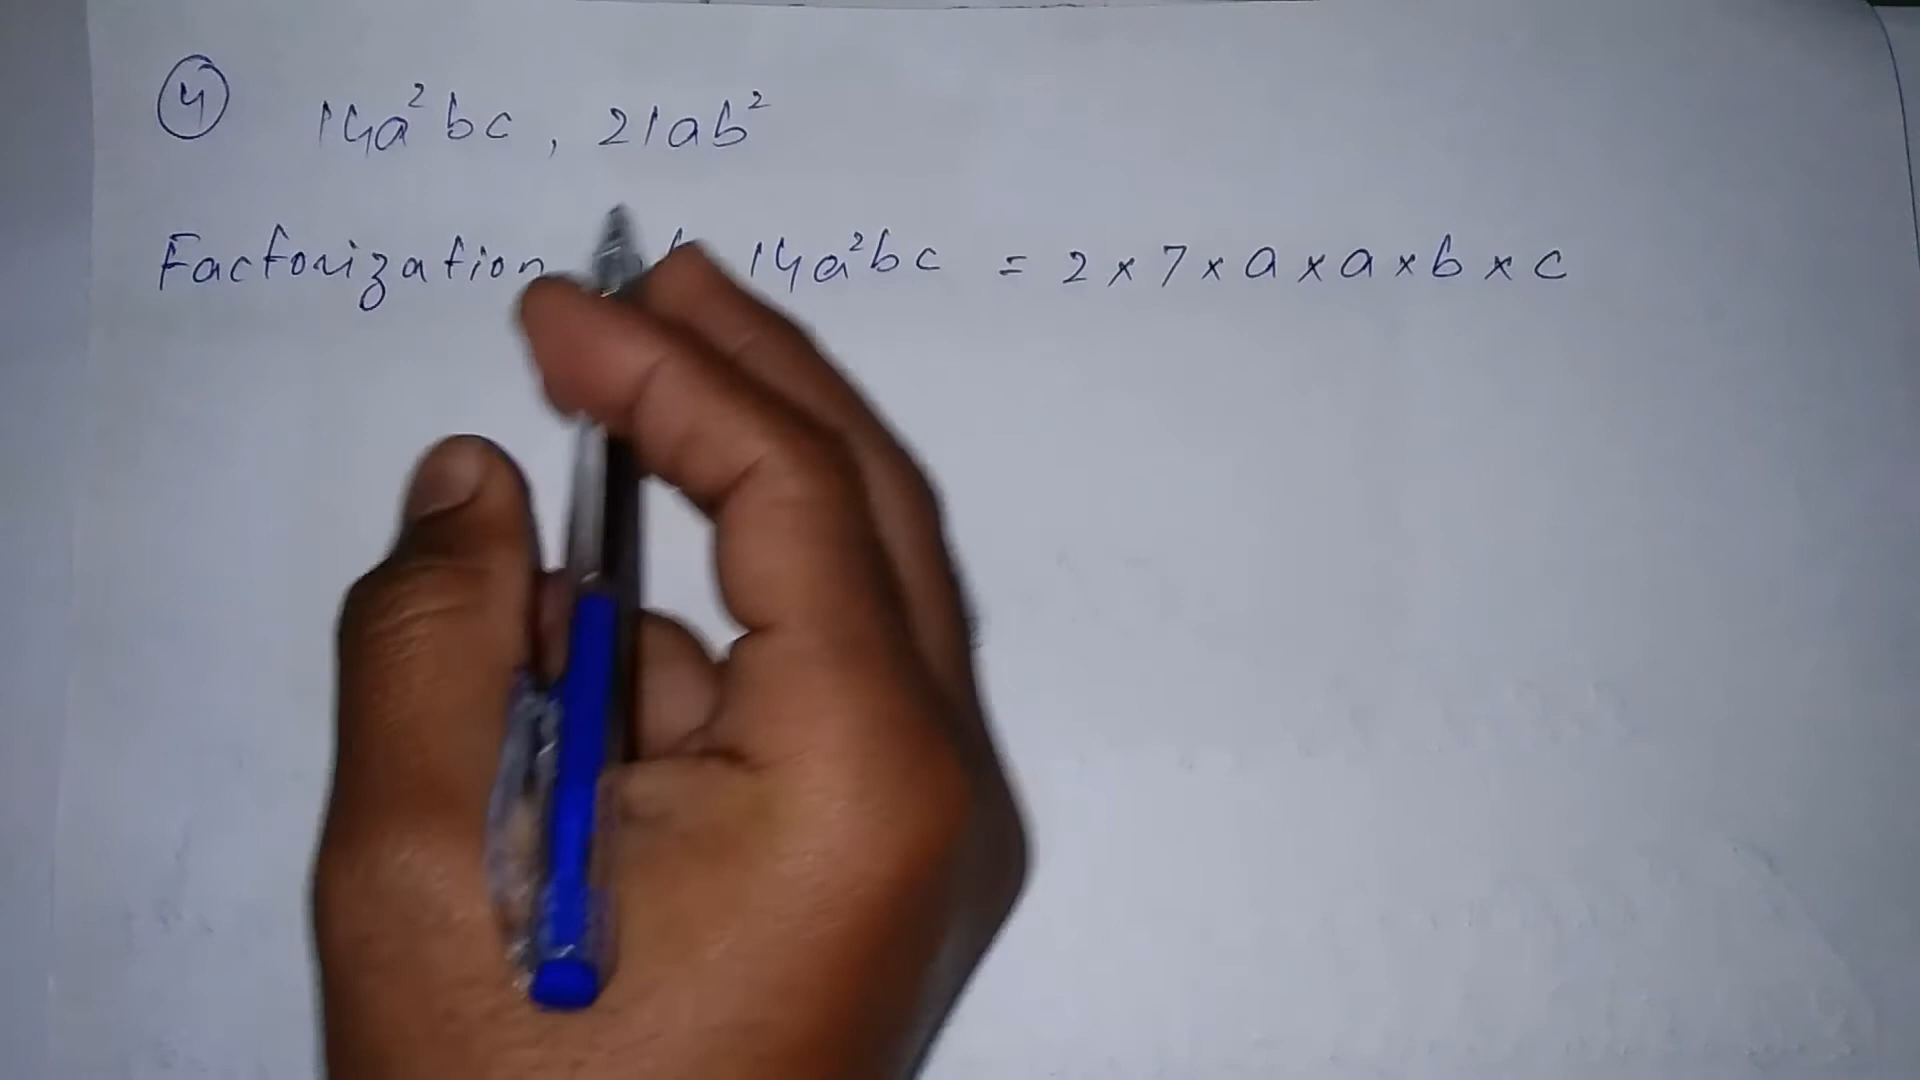 4 14a²bc, 21ab²
Factorization 14a²bc = 2 × 7 × a × a × b × c